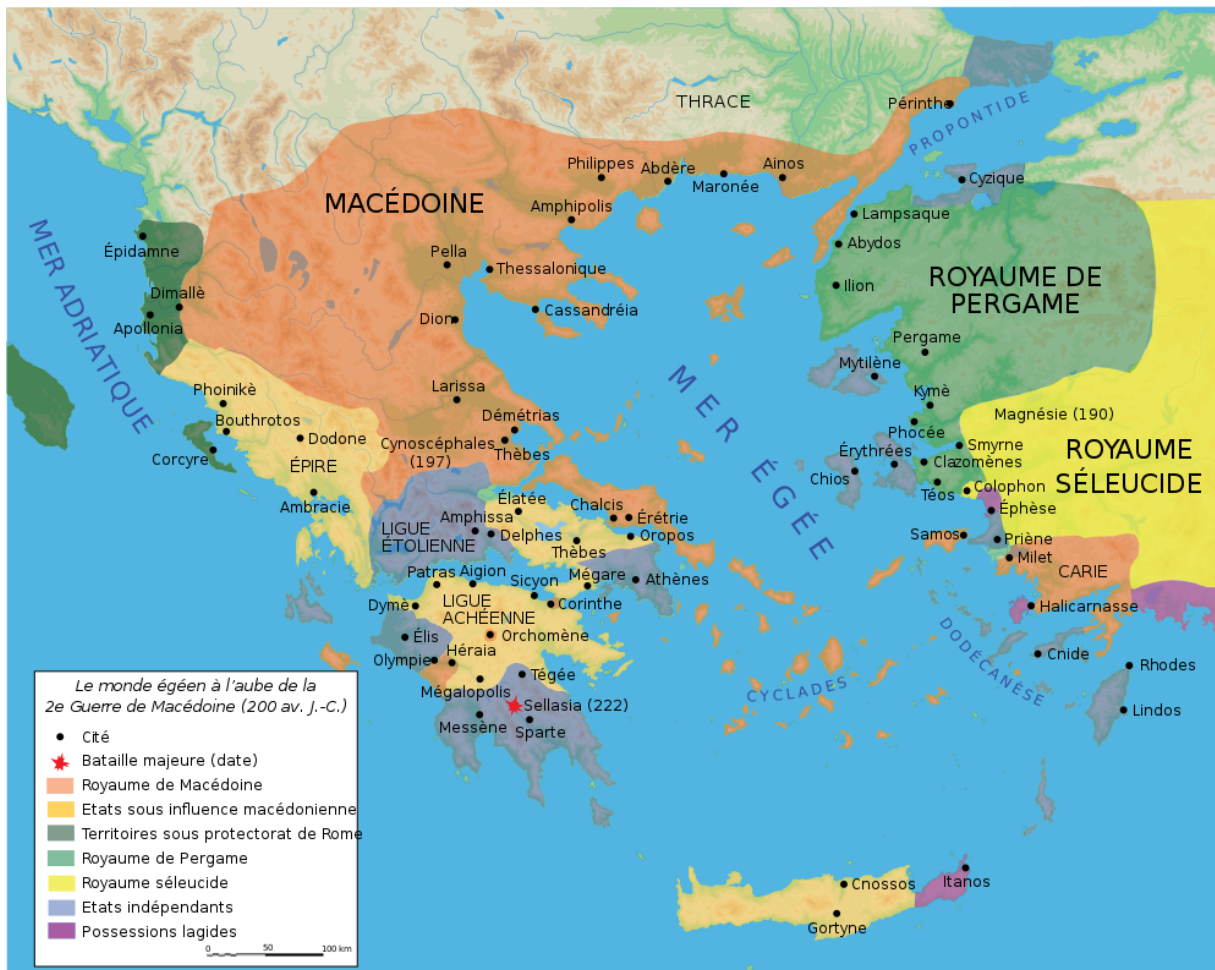 THRACE
Périnthe
PROPONTIDE
Philippes
Abdère
Ainos
Maronée
Cyzique
MACÉDOINE
Amphipolis
Lampsaque
Abydos
Épidamne
Pella
Thessalonique
ROYAUME DE
PERGAME
Ilion
Dimallè
Apollonia
Dion
Cassandréia
MER ADRIATIQUE
Pergame
Mytilène
MER ÉGÉE
Phoinikè
Larissa
Kymè
Bouthrotos
Démétrias
Magnésie (190)
Corcyre
Dodone
Cynoscéphales
(197)
Thèbes
Phocée
Smyrne
ROYAUME
SÉLEUCIDE
ÉPIRE
Érythrées
Clazomènes
Chios
Ambracie
Élatée
Téos
Colophon
Chalcis
Érétrie
Éphèse
LIGUE
ÉTOLIENNE
Amphissa
Delphes
Oropos
Samos
Priène
Thèbes
Milet
Patras
Aigion
Sicyon
Mégare
Athènes
CARIE
Dymè
LIGUE
ACHÉENNE
Corinthe
Halicarnasse
Élis
Orchomène
DODÉCANÈSE
Olympie
Héraia
Cnide
Rhodes
Tégée
CYCLADES
Mégalopolis
Sellasia (222)
Lindos
Messène
Sparte
Cnossos
Itanos
Gortyne
Le monde égéen à l’aube de la
2e Guerre de Macédoine (200 av. J.-C.)
Cité
Bataille majeure (date)
Royaume de Macédoine
Etats sous influence macédonienne
Territoires sous protectorat de Rome
Royaume de Pergame
Royaume séleucide
Etats indépendants
Possessions lagides
0 50 100 km